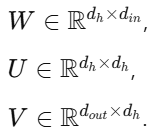 W ∈ ℝ^{d_h×d_{in}},
U ∈ ℝ^{d_h×d_h},
V ∈ ℝ^{d_{out}×d_h}.